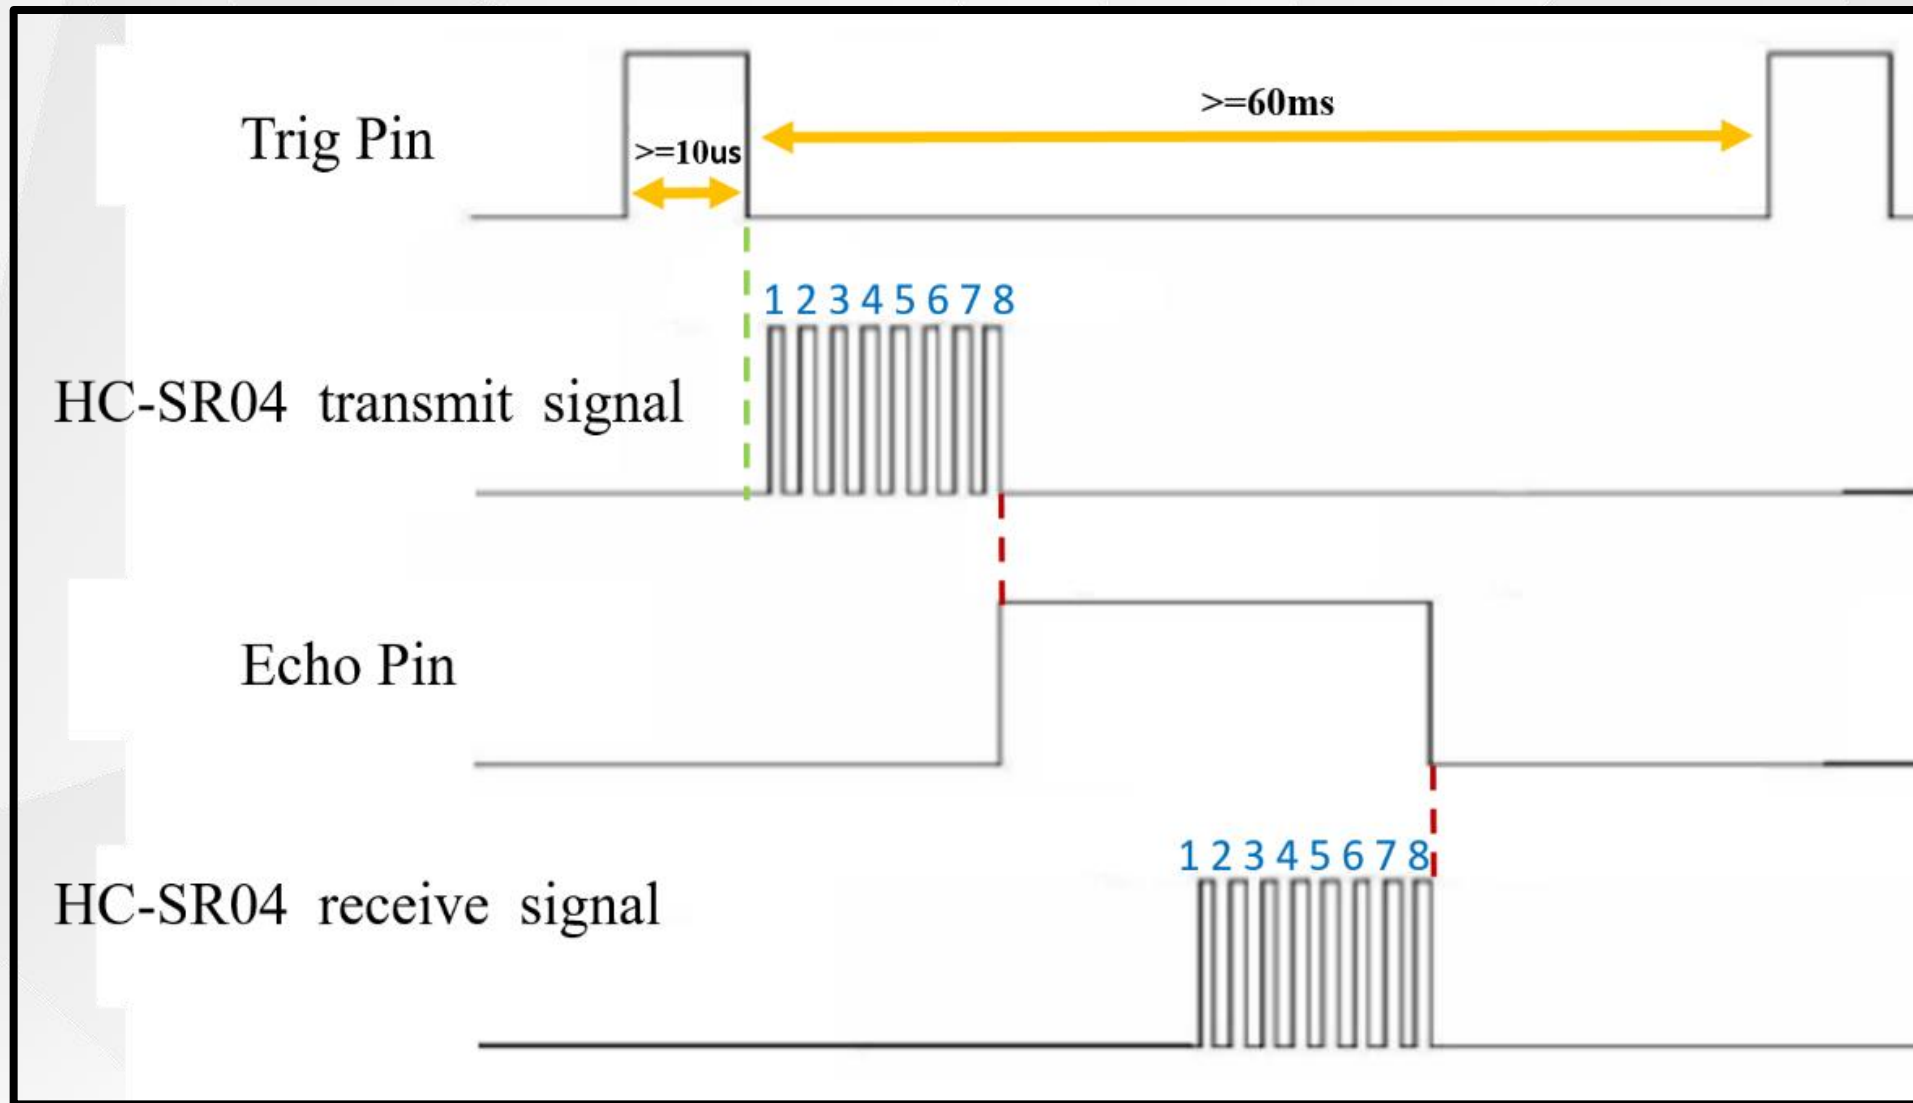 >=60ms
Trig Pin
>=10us
1 2 3 4 5 6 7 8
HC-SR04 transmit signal
Echo Pin
1 2 3 4 5 6 7 8
HC-SR04 receive signal